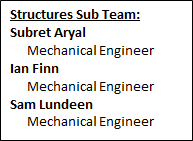 Structures Sub Team:
Subret Aryal
Mechanical Engineer
Ian Finn
Mechanical Engineer
Sam Lundeen
Mechanical Engineer